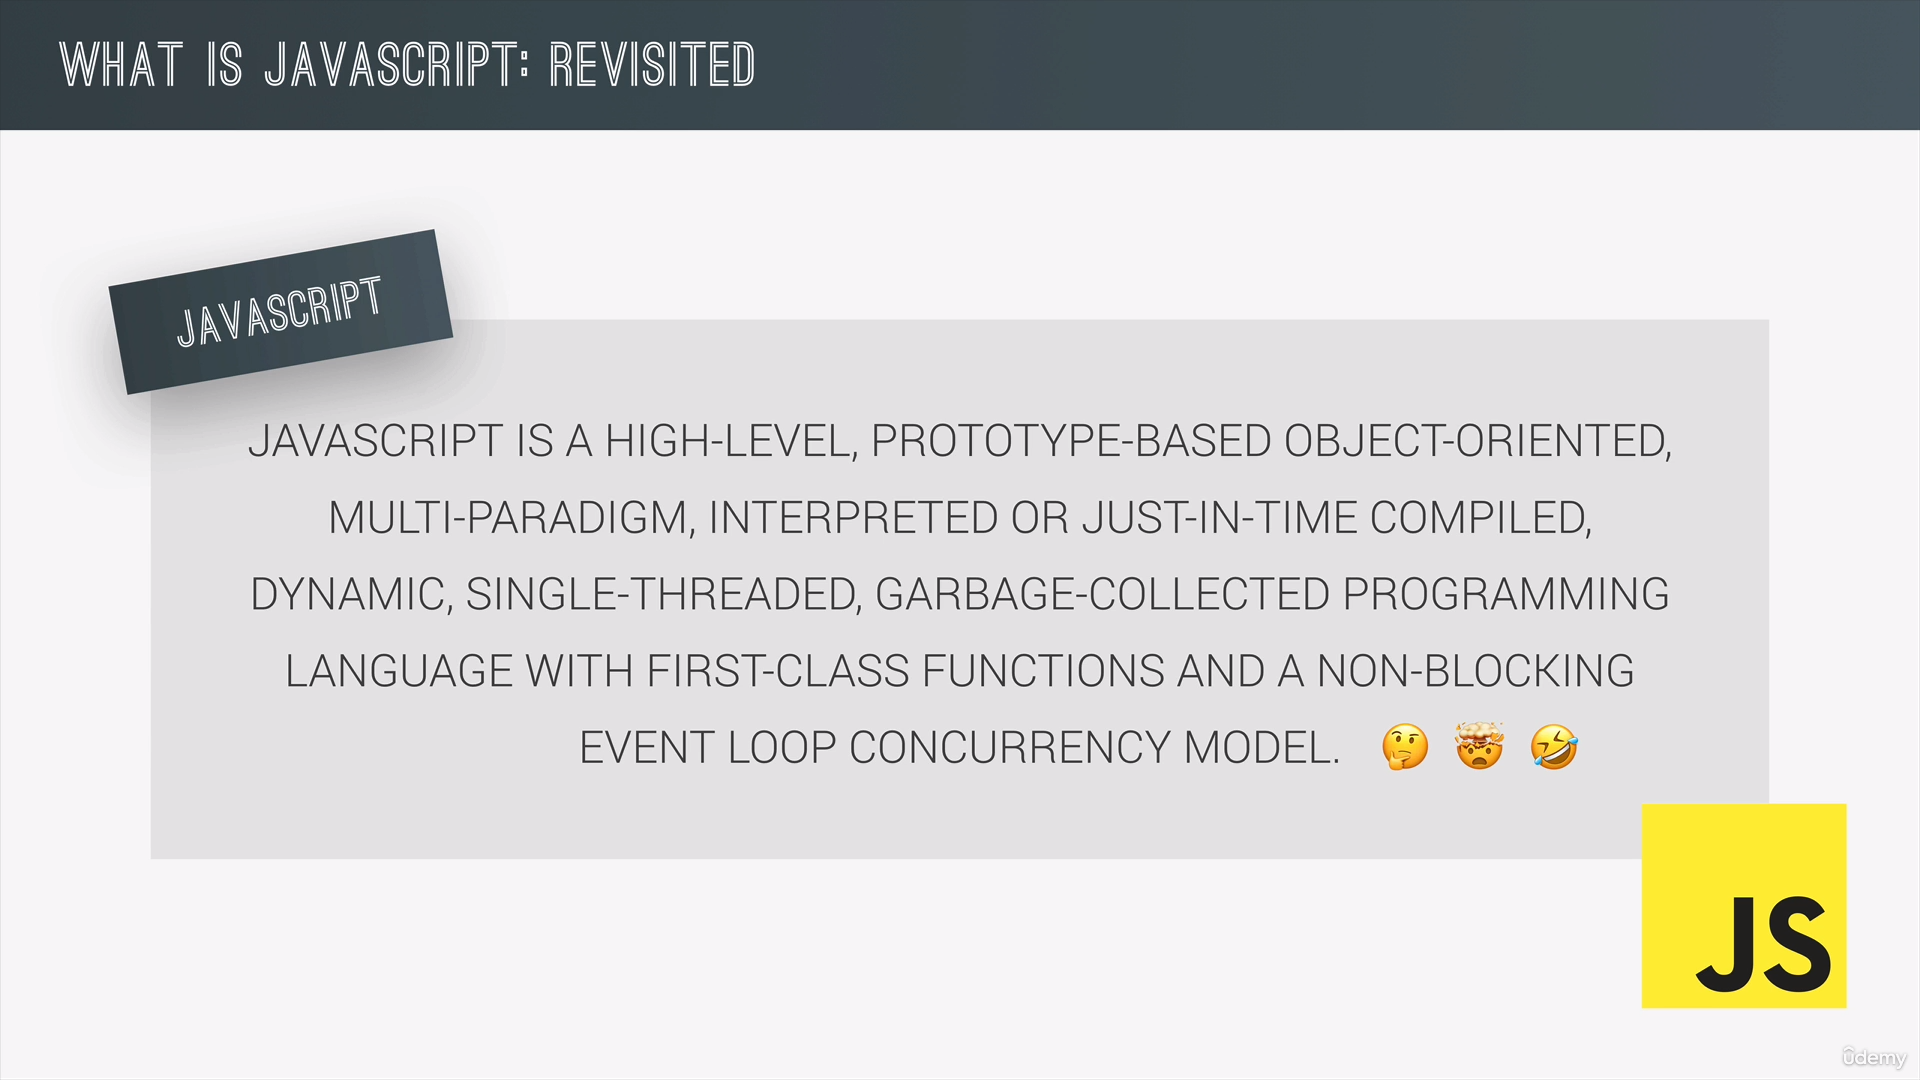 WHAT IS JAVASCRIPT: REVISITED
JAVASCRIPT
JAVASCRIPT IS A HIGH-LEVEL, PROTOTYPE-BASED OBJECT-ORIENTED,
MULTI-PARADIGM, INTERPRETED OR JUST-IN-TIME COMPILED,
DYNAMIC, SINGLE-THREADED, GARBAGE-COLLECTED PROGRAMMING
LANGUAGE WITH FIRST-CLASS FUNCTIONS AND A NON-BLOCKING
EVENT LOOP CONCURRENCY MODEL. 🤔 🤯 🤣
JS
ûdemy